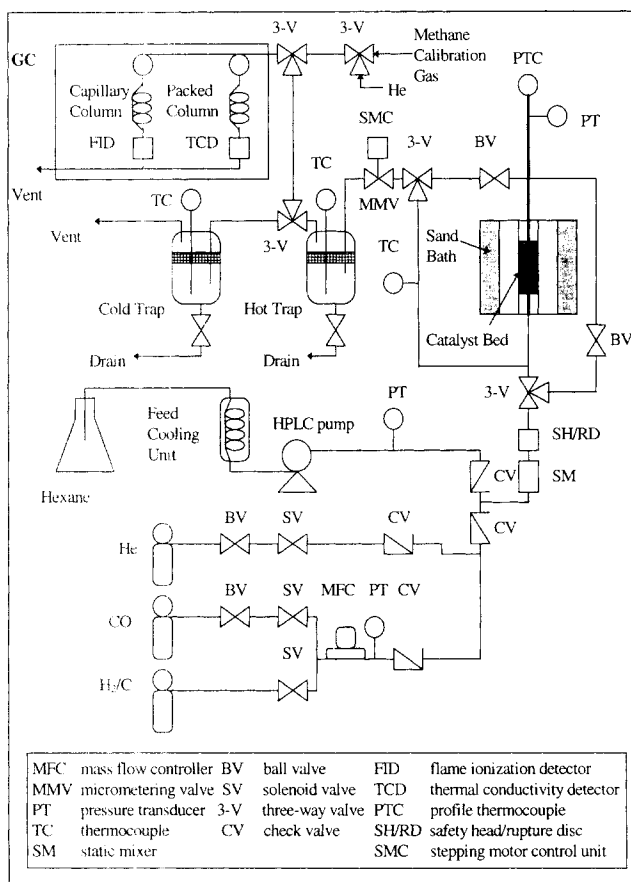 3-V
3-V
GC
Methane
Calibration
Gas
He
PTC
PT
Capillary
Column
Packed
Column
SMC
3-V
BV
FID
TCD
TC
TC
MMV
Vent
Vent
3-V
TC
Sand
Bath
Cold Trap
Hot Trap
Catalyst Bed
BV
Drain
Drain
3-V
Feed
Cooling
Unit
HPLC pump
PT
SH/RD
CV
SM
Hexane
CV
BV
SV
CV
He
BV
SV
MFC
PT
CV
CO
SV
H₂/C
MFC mass flow controller BV ball valve FID flame ionization detector
MMV micrometering valve SV solenoid valve TCD thermal conductivity detector
PT pressure transducer 3-V three-way valve PTC profile thermocouple
TC thermocouple CV check valve SH/RD safety head/rupture disc
SM static mixer SMC stepping motor control unit